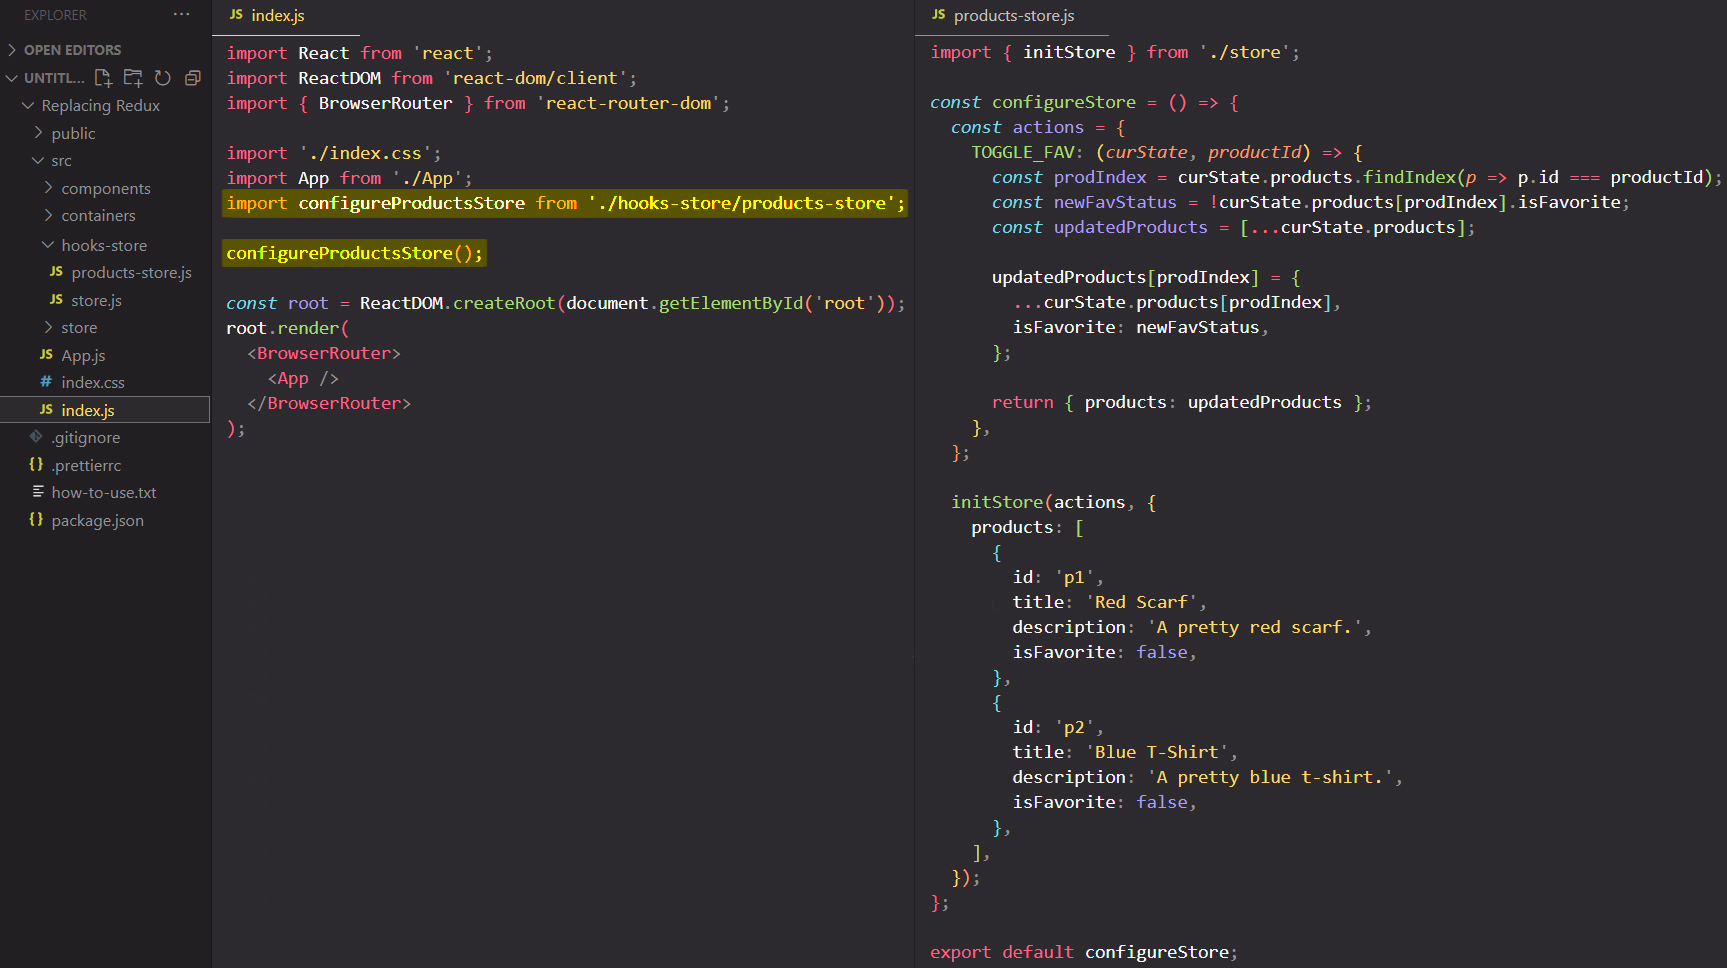 EXPLORER
OPEN EDITORS
UNTITL...
Replacing Redux
public
src
components
containers
hooks-store
JS products-store.js
JS store.js
store
JS App.js
# index.css
JS index.js
.gitignore
{} .prettierrc
how-to-use.txt
{} package.json
JS index.js
import React from 'react';
import ReactDOM from 'react-dom/client';
import { BrowserRouter } from 'react-router-dom';
import './index.css';
import App from './App';
import configureProductsStore from './hooks-store/products-store';
configureProductsStore();
const root = ReactDOM.createRoot(document.getElementById('root'));
root.render(
  <BrowserRouter>
    <App />
  </BrowserRouter>
);
JS products-store.js
import { initStore } from './store';
const configureStore = () => {
  const actions = {
    TOGGLE_FAV: (curState, productId) => {
      const prodIndex = curState.products.findIndex(p => p.id === productId);
      const newFavStatus = !curState.products[prodIndex].isFavorite;
      const updatedProducts = [...curState.products];
      updatedProducts[prodIndex] = {
        ...curState.products[prodIndex],
        isFavorite: newFavStatus,
      };
      return { products: updatedProducts };
    },
  };
  initStore(actions, {
    products: [
      {
        id: 'p1',
        title: 'Red Scarf',
        description: 'A pretty red scarf.',
        isFavorite: false,
      },
      {
        id: 'p2',
        title: 'Blue T-Shirt',
        description: 'A pretty blue t-shirt.',
        isFavorite: false,
      },
    ],
  });
};
export default configureStore;